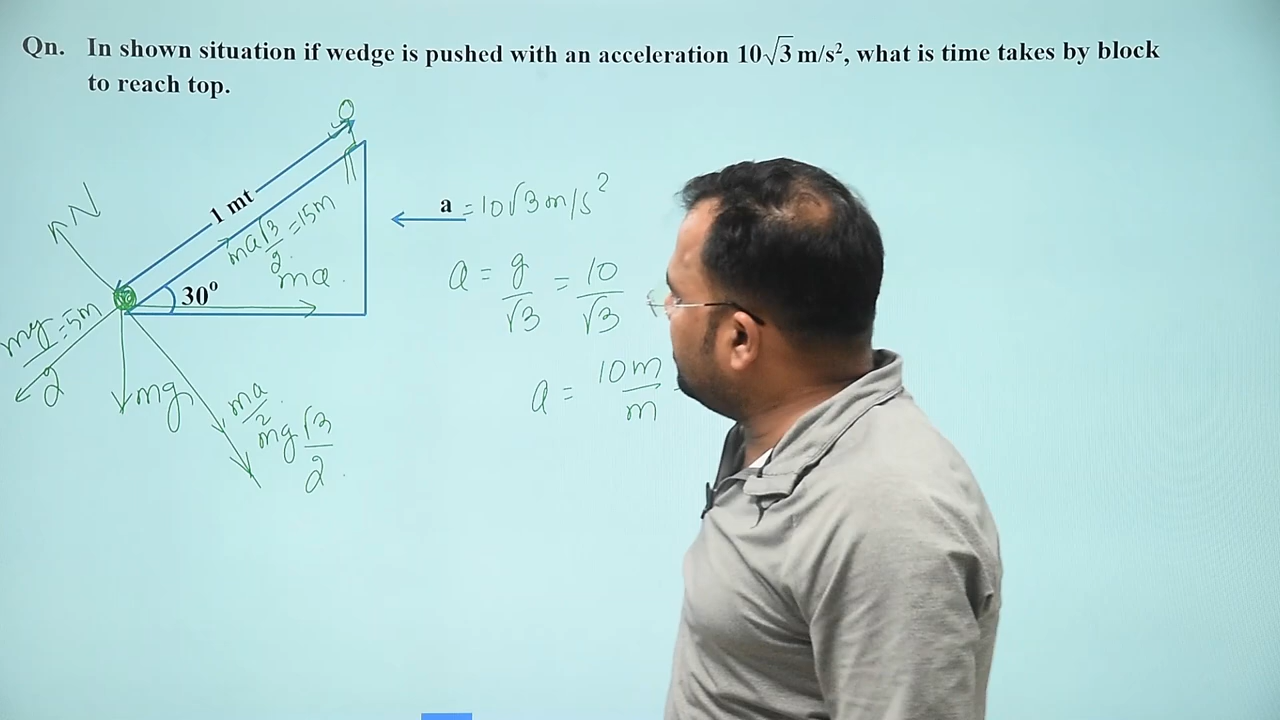 Qn. In shown situation if wedge is pushed with an acceleration 10√3 m/s², what is time takes by block
to reach top.
1 mt
N
ma√3/2 = 15m
ma
30°
mg/2 = 5m
mg
ma/2
mg√3/2
a = 10√3 m/s²
a = g/√3 = 10/√3
a = 10m/m